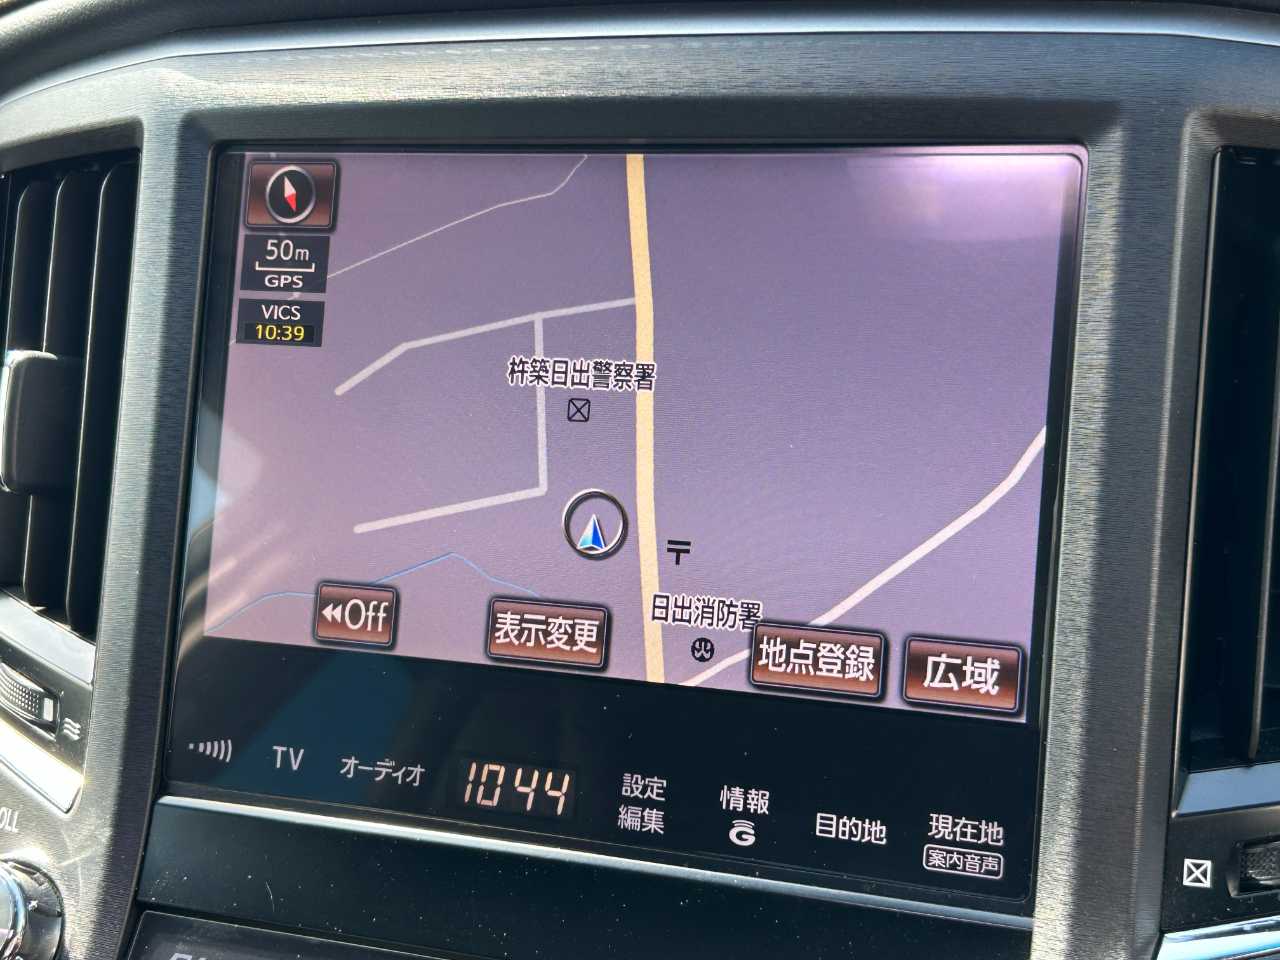 50m
GPS
VICS
10:39
杵築日出警察署
〒
日出消防署
Off
表示変更
地点登録
広域
TV
オーディオ
1044
設定
編集
情報
G
目的地
現在地
案内音声